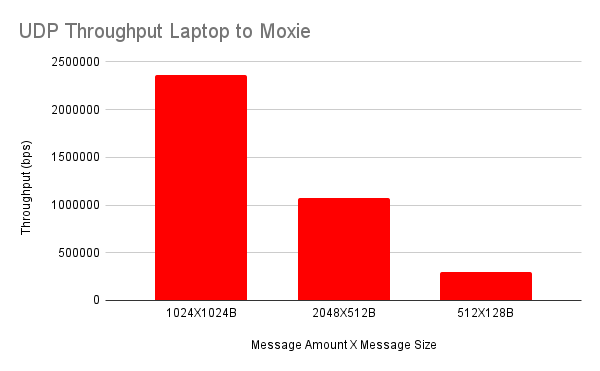 UDP Throughput Laptop to Moxie
Throughput (bps)
2500000
2000000
1500000
1000000
500000
0
1024X1024B
2048X512B
512X128B
Message Amount X Message Size